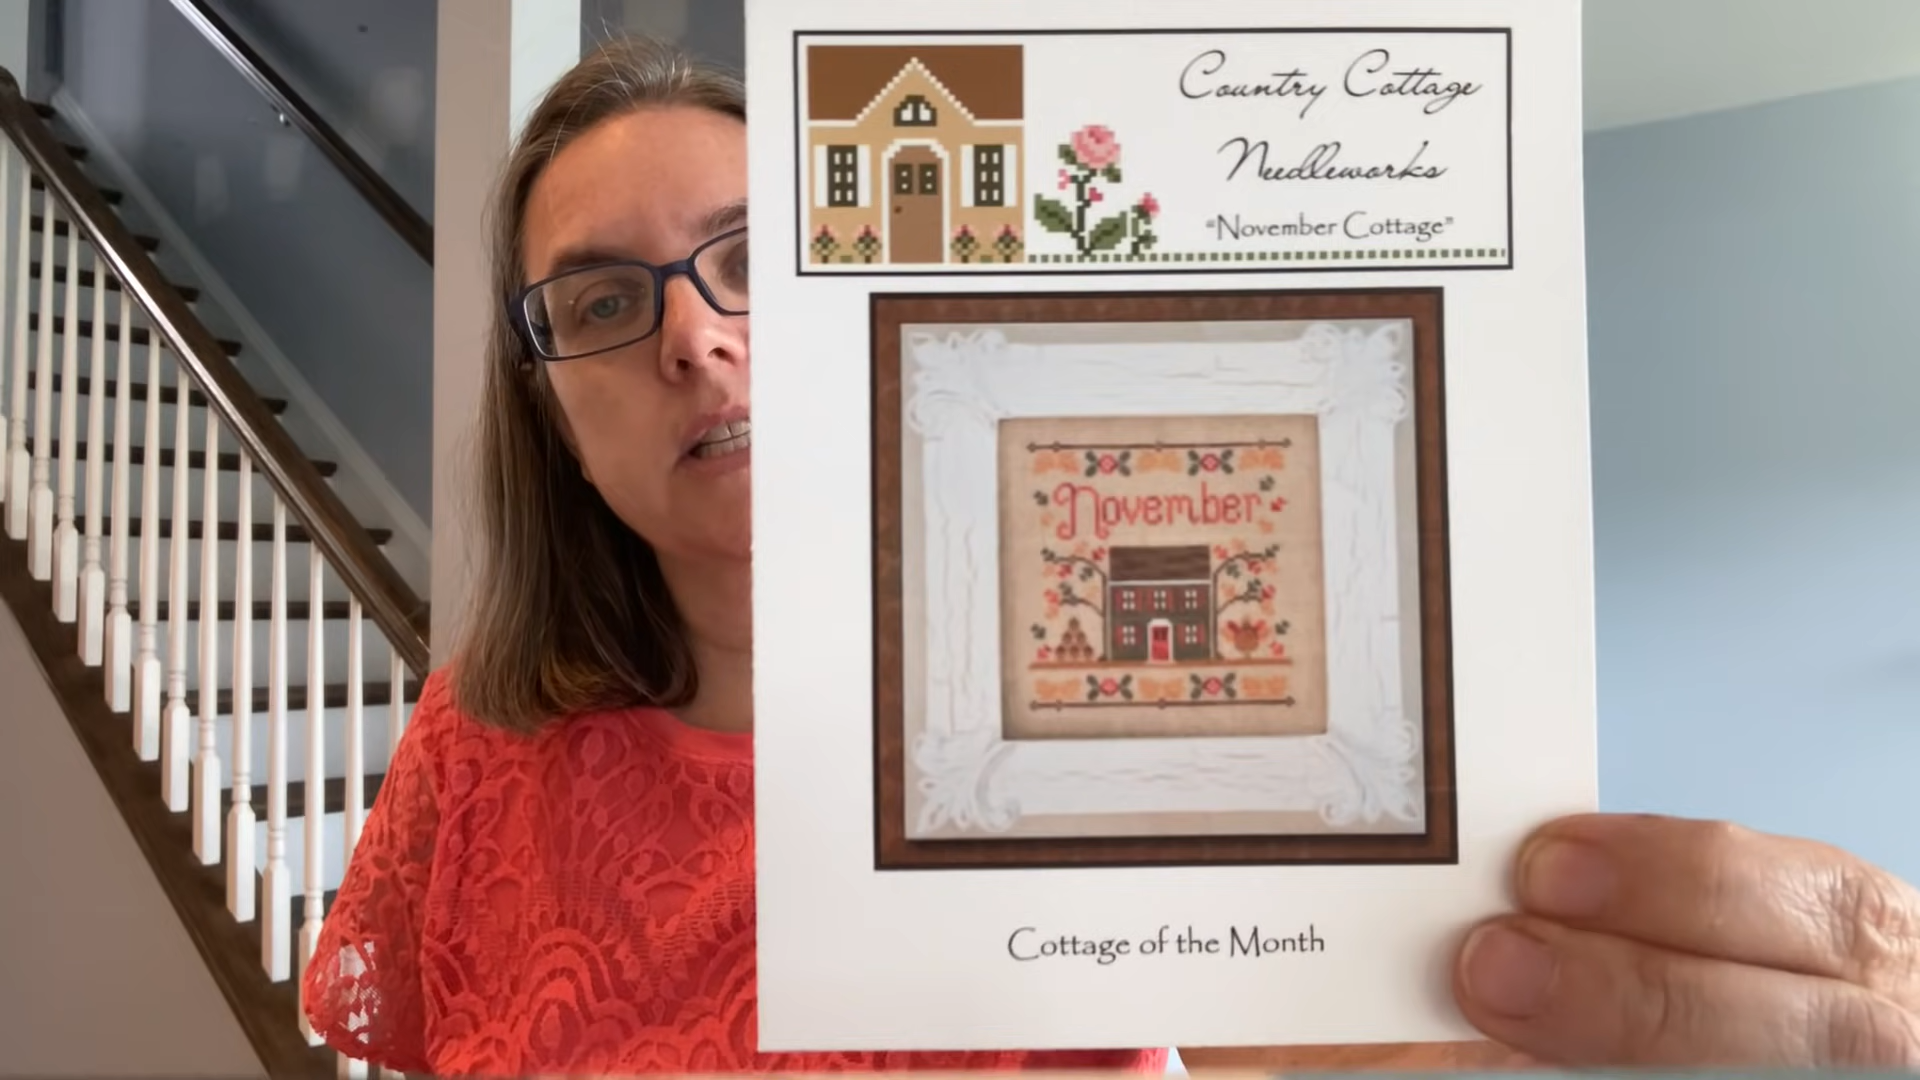 Country Cottage
Needleworks
“November Cottage”
November
Cottage of the Month